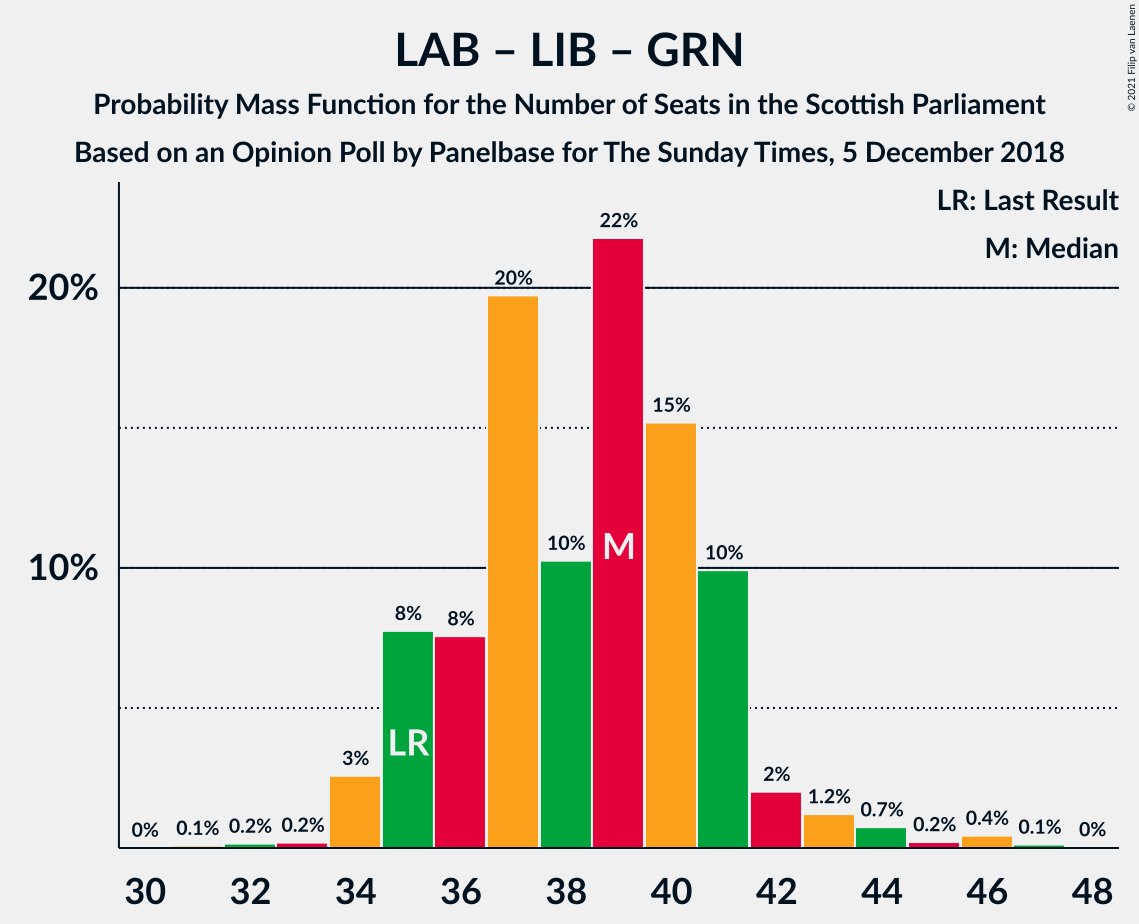 LAB – LIB – GRN
Probability Mass Function for the Number of Seats in the Scottish Parliament
Based on an Opinion Poll by Panelbase for The Sunday Times, 5 December 2018
© 2021 Filip van Laenen
LR: Last Result
M: Median
20%
10%
0%
0.1%
0.2%
0.2%
3%
8%
8%
20%
10%
22%
15%
10%
2%
1.2%
0.7%
0.2%
0.4%
0.1%
0%
LR
M
30 32 34 36 38 40 42 44 46 48